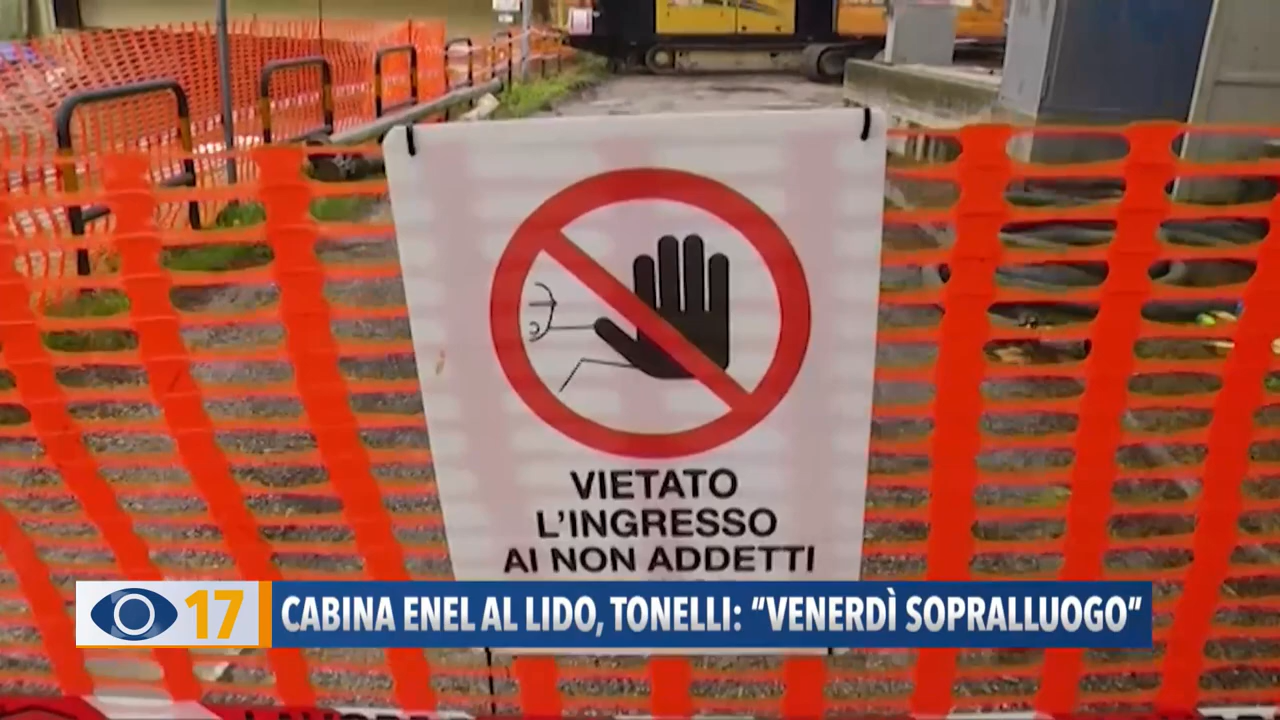 VIETATO
L'INGRESSO
AI NON ADDETTI
17 CABINA ENEL AL LIDO, TONELLI: “VENERDÌ SOPRALLUOGO”